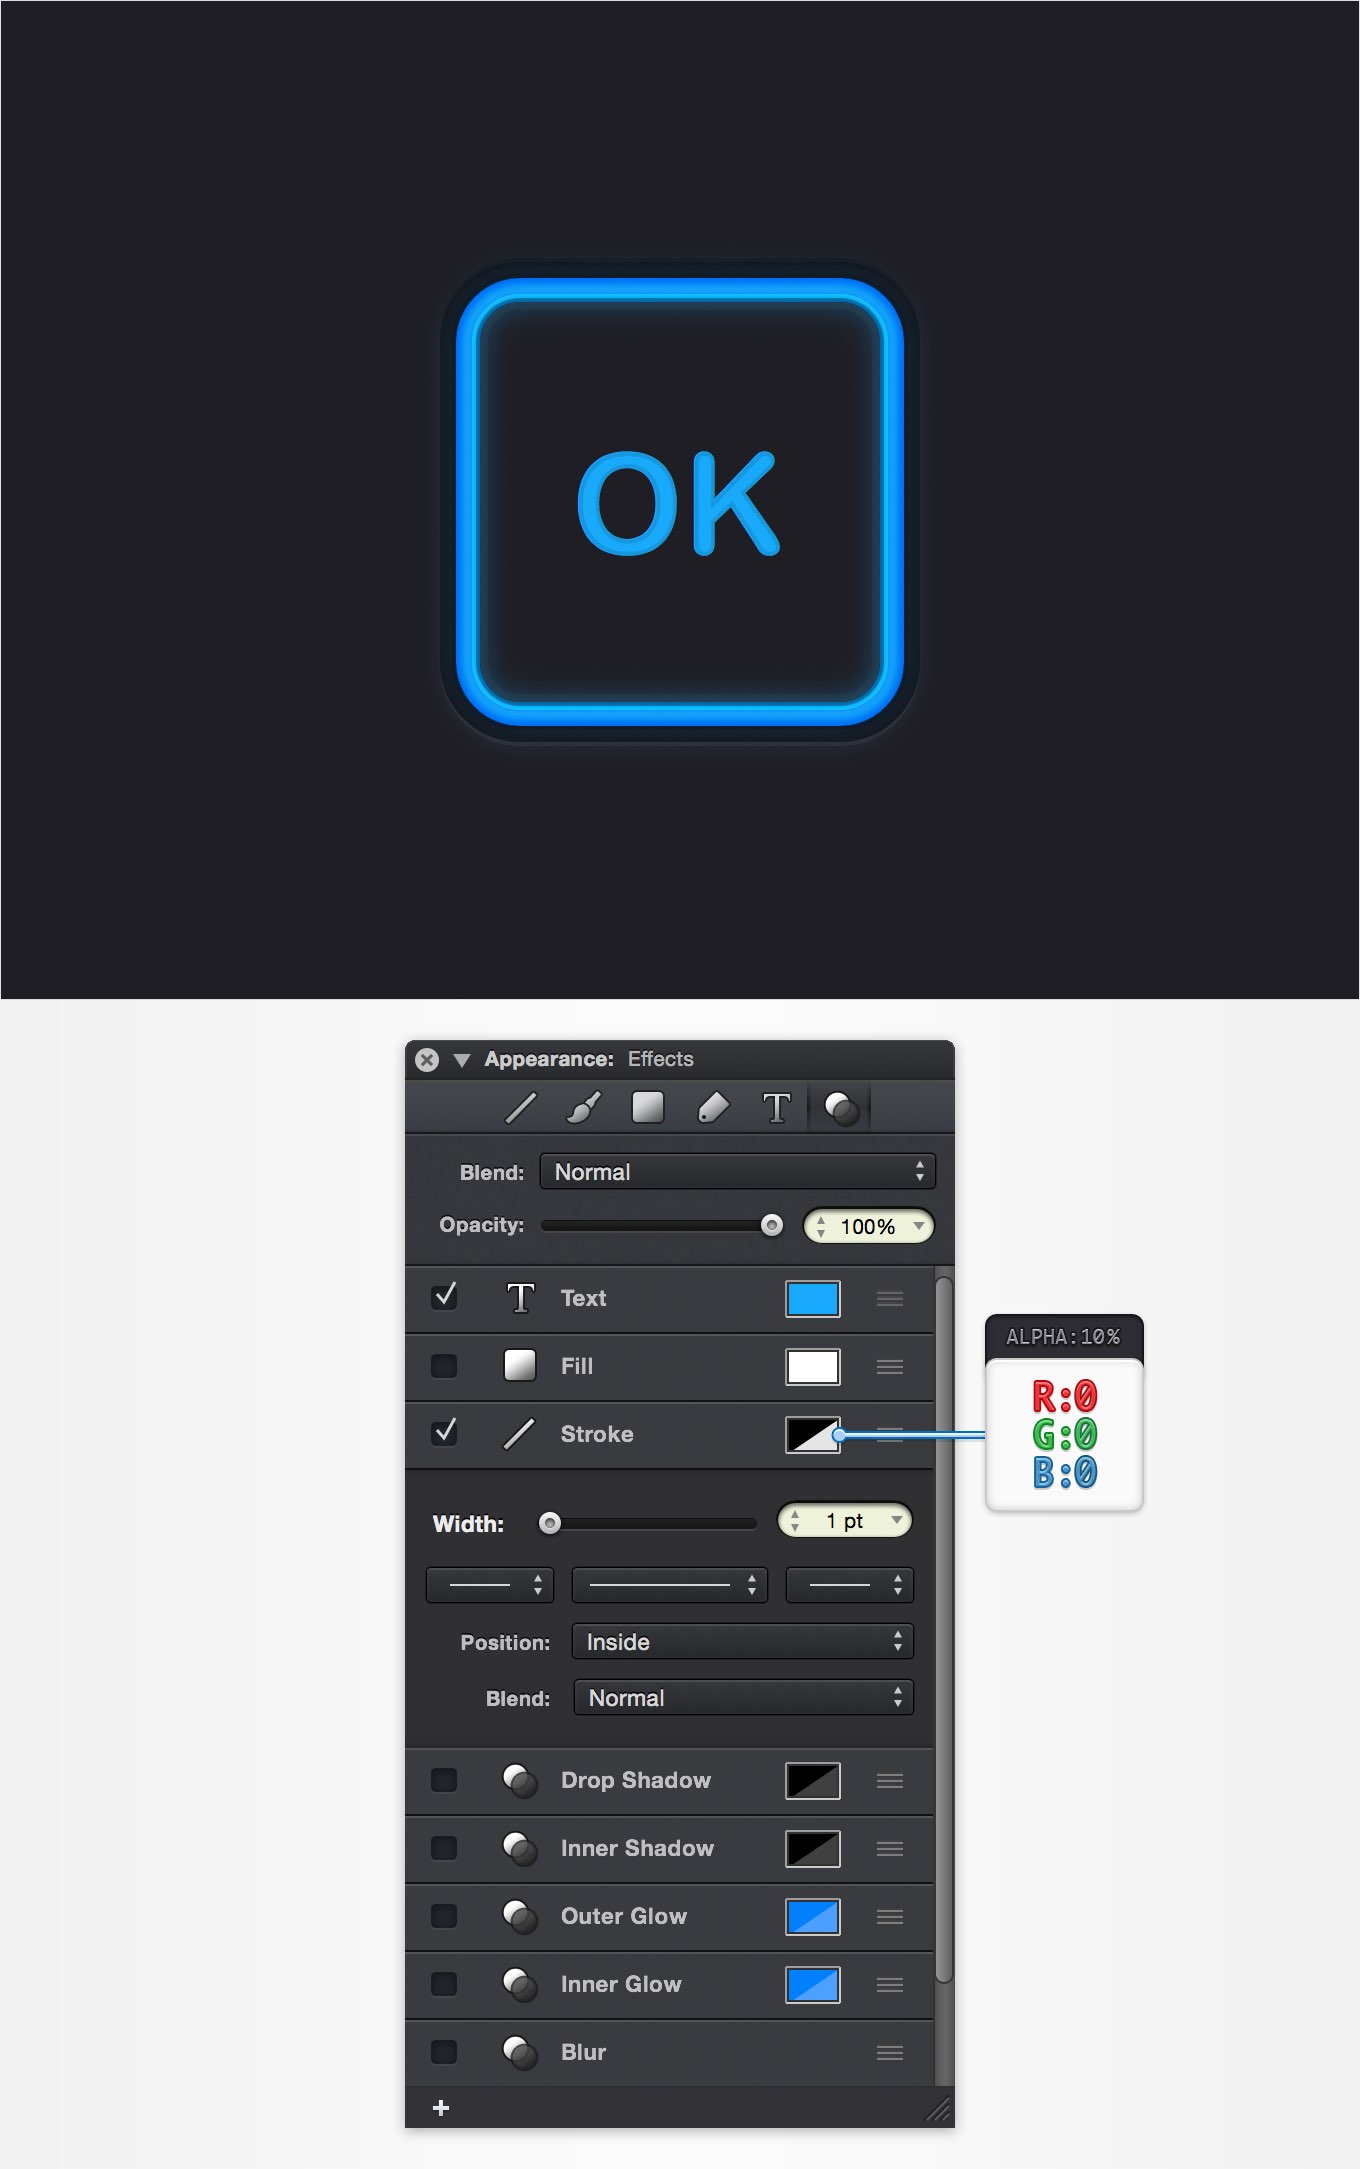 OK
Appearance: Effects
T
Blend: Normal
Opacity: 100%
T Text
Fill
Stroke
ALPHA:10%
R:0
G:0
B:0
Width: 1 pt
Position: Inside
Blend: Normal
Drop Shadow
Inner Shadow
Outer Glow
Inner Glow
Blur